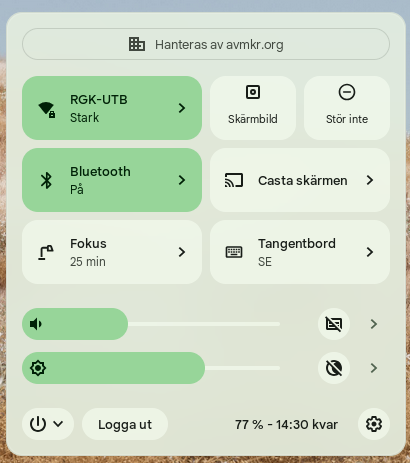 Hanteras av avmkr.org
RGK-UTB
Stark
Skärmbild
Stör inte
Bluetooth
På
Casta skärmen
Fokus
25 min
Tangentbord
SE
Logga ut
77 % - 14:30 kvar